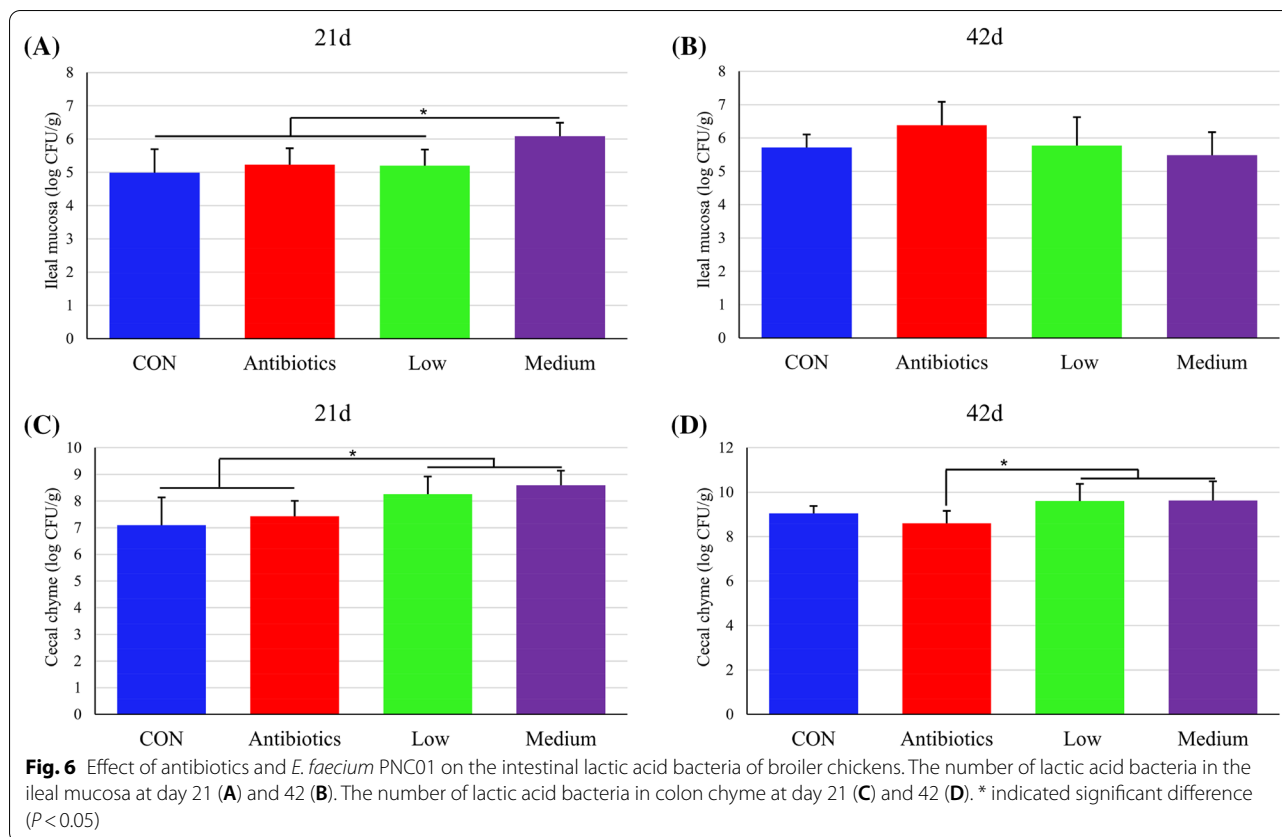 (A)
21d
Ileal mucosa (log CFU/g)
8
7
6
5
4
3
2
1
0
*
CON Antibiotics Low Medium
(B)
42d
Ileal mucosa (log CFU/g)
8
7
6
5
4
3
2
1
0
CON Antibiotics Low Medium
(C)
21d
Cecal chyme (log CFU/g)
10
9
8
7
6
5
4
3
2
1
0
*
CON Antibiotics Low Medium
(D)
42d
Cecal chyme (log CFU/g)
12
10
8
6
4
2
0
*
CON Antibiotics Low Medium
Fig. 6 Effect of antibiotics and E. faecium PNC01 on the intestinal lactic acid bacteria of broiler chickens. The number of lactic acid bacteria in the
ileal mucosa at day 21 (A) and 42 (B). The number of lactic acid bacteria in colon chyme at day 21 (C) and 42 (D). * indicated significant difference
(P < 0.05)